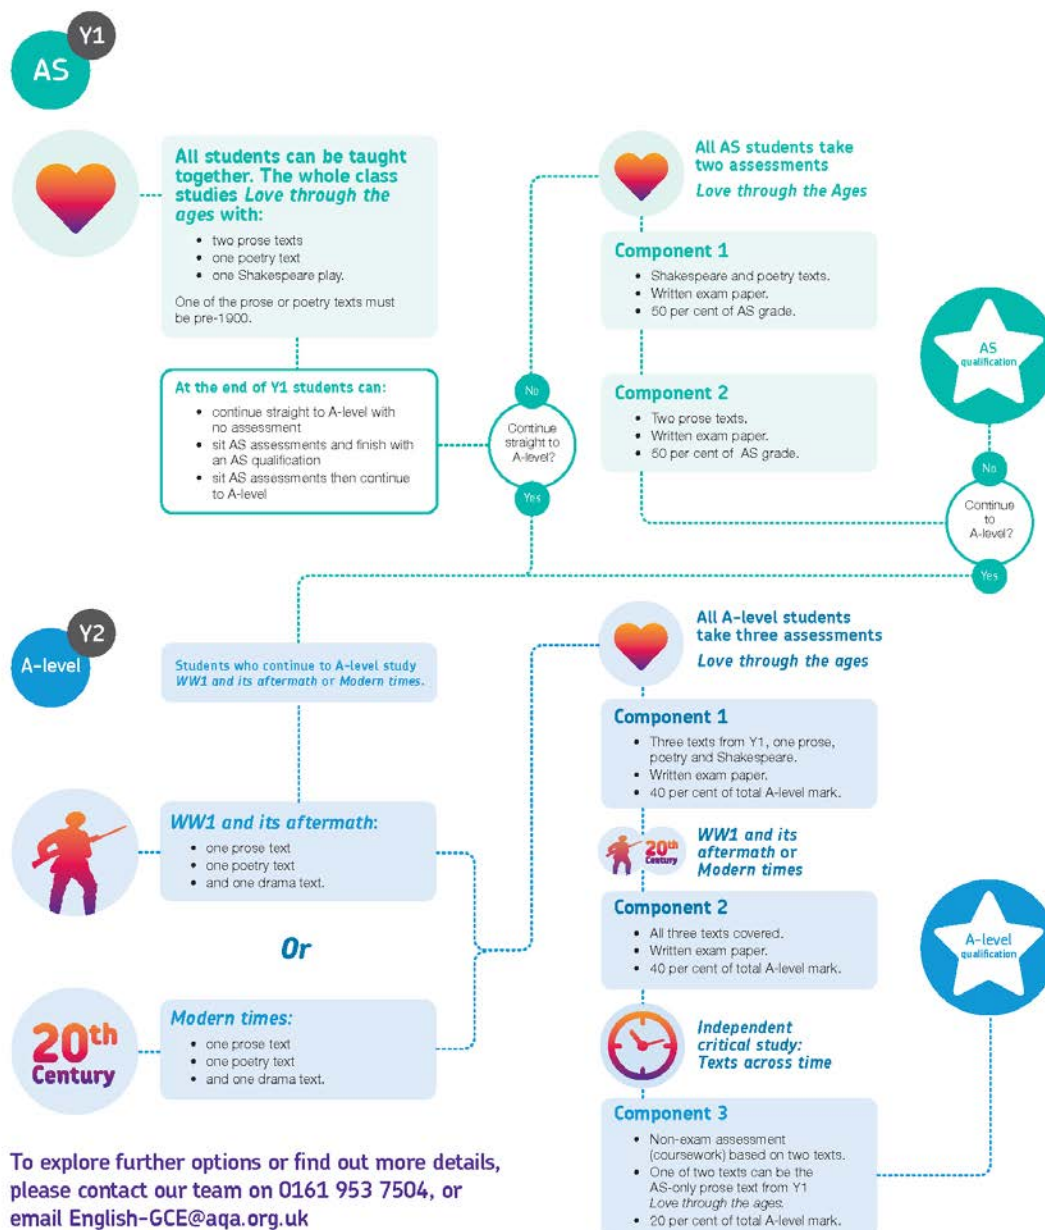 Y1
AS
All students can be taught
together. The whole class
studies Love through the
ages with:
• two prose texts
• one poetry text
• one Shakespeare play.
One of the prose or poetry texts must
be pre-1900.
At the end of Y1 students can:
• continue straight to A-level with
no assessment
• sit AS assessments and finish with
an AS qualification
• sit AS assessments then continue
to A-level
No
Continue
straight to
A-level?
Yes
All AS students take
two assessments
Love through the Ages
Component 1
• Shakespeare and poetry texts.
• Written exam paper.
• 50 per cent of AS grade.
Component 2
• Two prose texts.
• Written exam paper.
• 50 per cent of AS grade.
AS
qualification
No
Continue
to
A-level?
Yes
Y2
A-level
Students who continue to A-level study
WW1 and its aftermath or Modern times.
WW1 and its aftermath:
• one prose text
• one poetry text
• and one drama text.
Or
20th
Century
Modern times:
• one prose text
• one poetry text
• and one drama text.
All A-level students
take three assessments
Love through the ages
Component 1
• Three texts from Y1, one prose,
poetry and Shakespeare.
• Written exam paper.
• 40 per cent of total A-level mark.
20th
Century
WW1 and its
aftermath or
Modern times
Component 2
• All three texts covered.
• Written exam paper.
• 40 per cent of total A-level mark.
Independent
critical study:
Texts across time
Component 3
• Non-exam assessment
(coursework) based on two texts.
• One of two texts can be the
AS-only prose text from Y1
Love through the ages.
• 20 per cent of total A-level mark.
A-level
qualification
To explore further options or find out more details,
please contact our team on 0161 953 7504, or
email English-GCE@aqa.org.uk